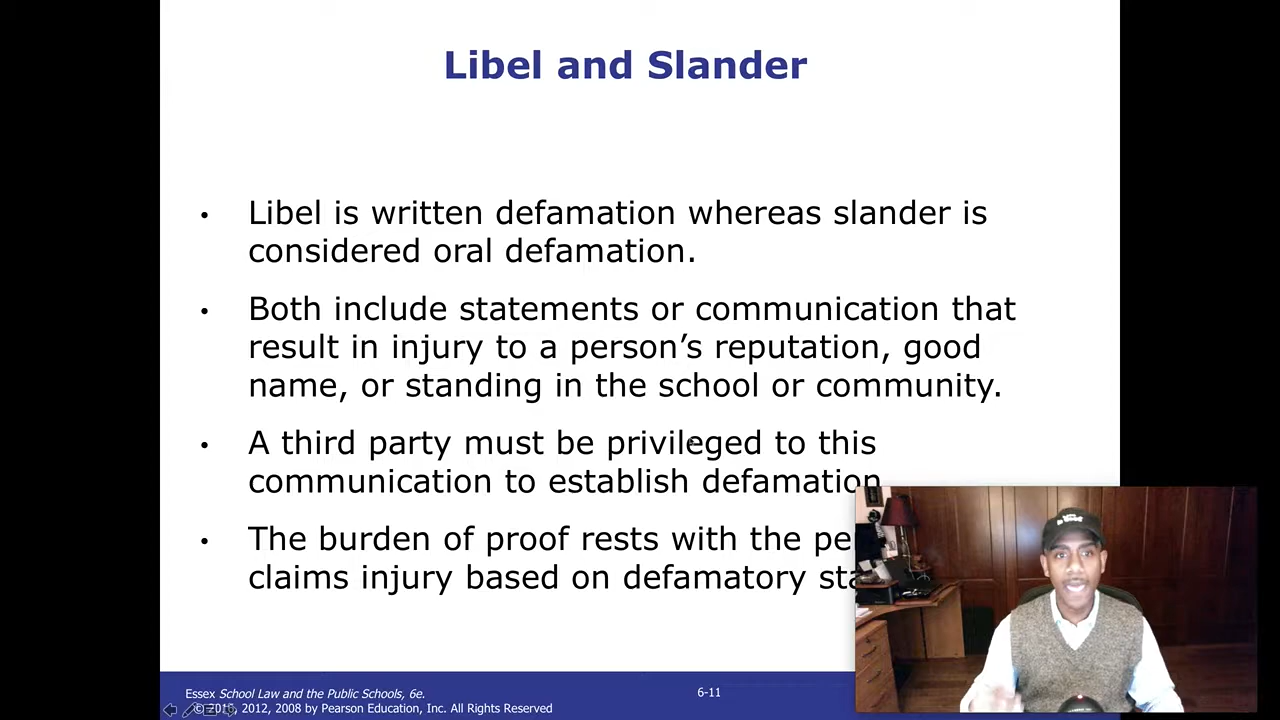 Libel and Slander
• Libel is written defamation whereas slander is
considered oral defamation.
• Both include statements or communication that
result in injury to a person’s reputation, good
name, or standing in the school or community.
• A third party must be privileged to this
communication to establish defamation
• The burden of proof rests with the
claims injury based on defamatory
Essex School Law and the Public Schools, 6e.
6-11
2012, 2008 by Pearson Education, Inc. All Rights Reserved